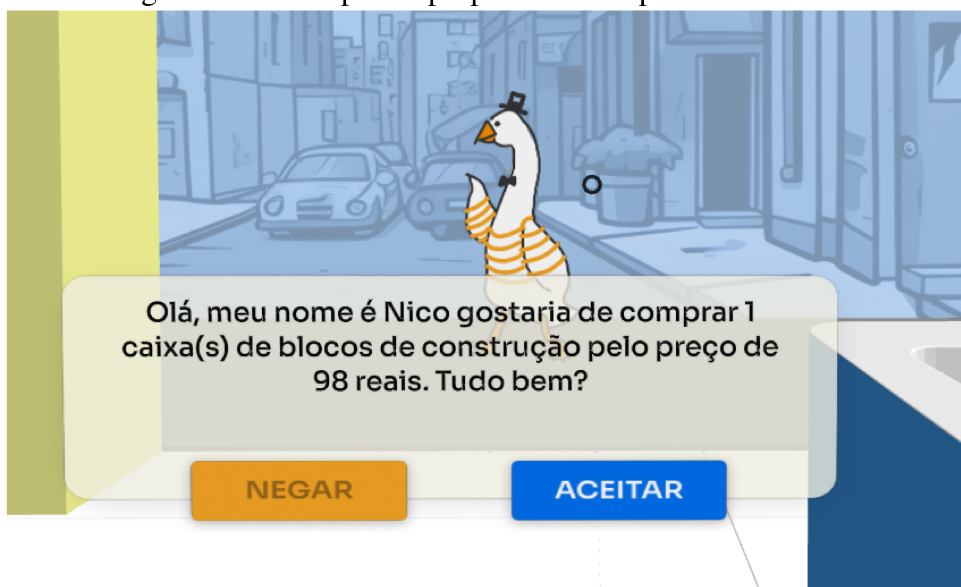 Olá, meu nome é Nico gostaria de comprar 1
caixa(s) de blocos de construção pelo preço de
98 reais. Tudo bem?
NEGAR
ACEITAR